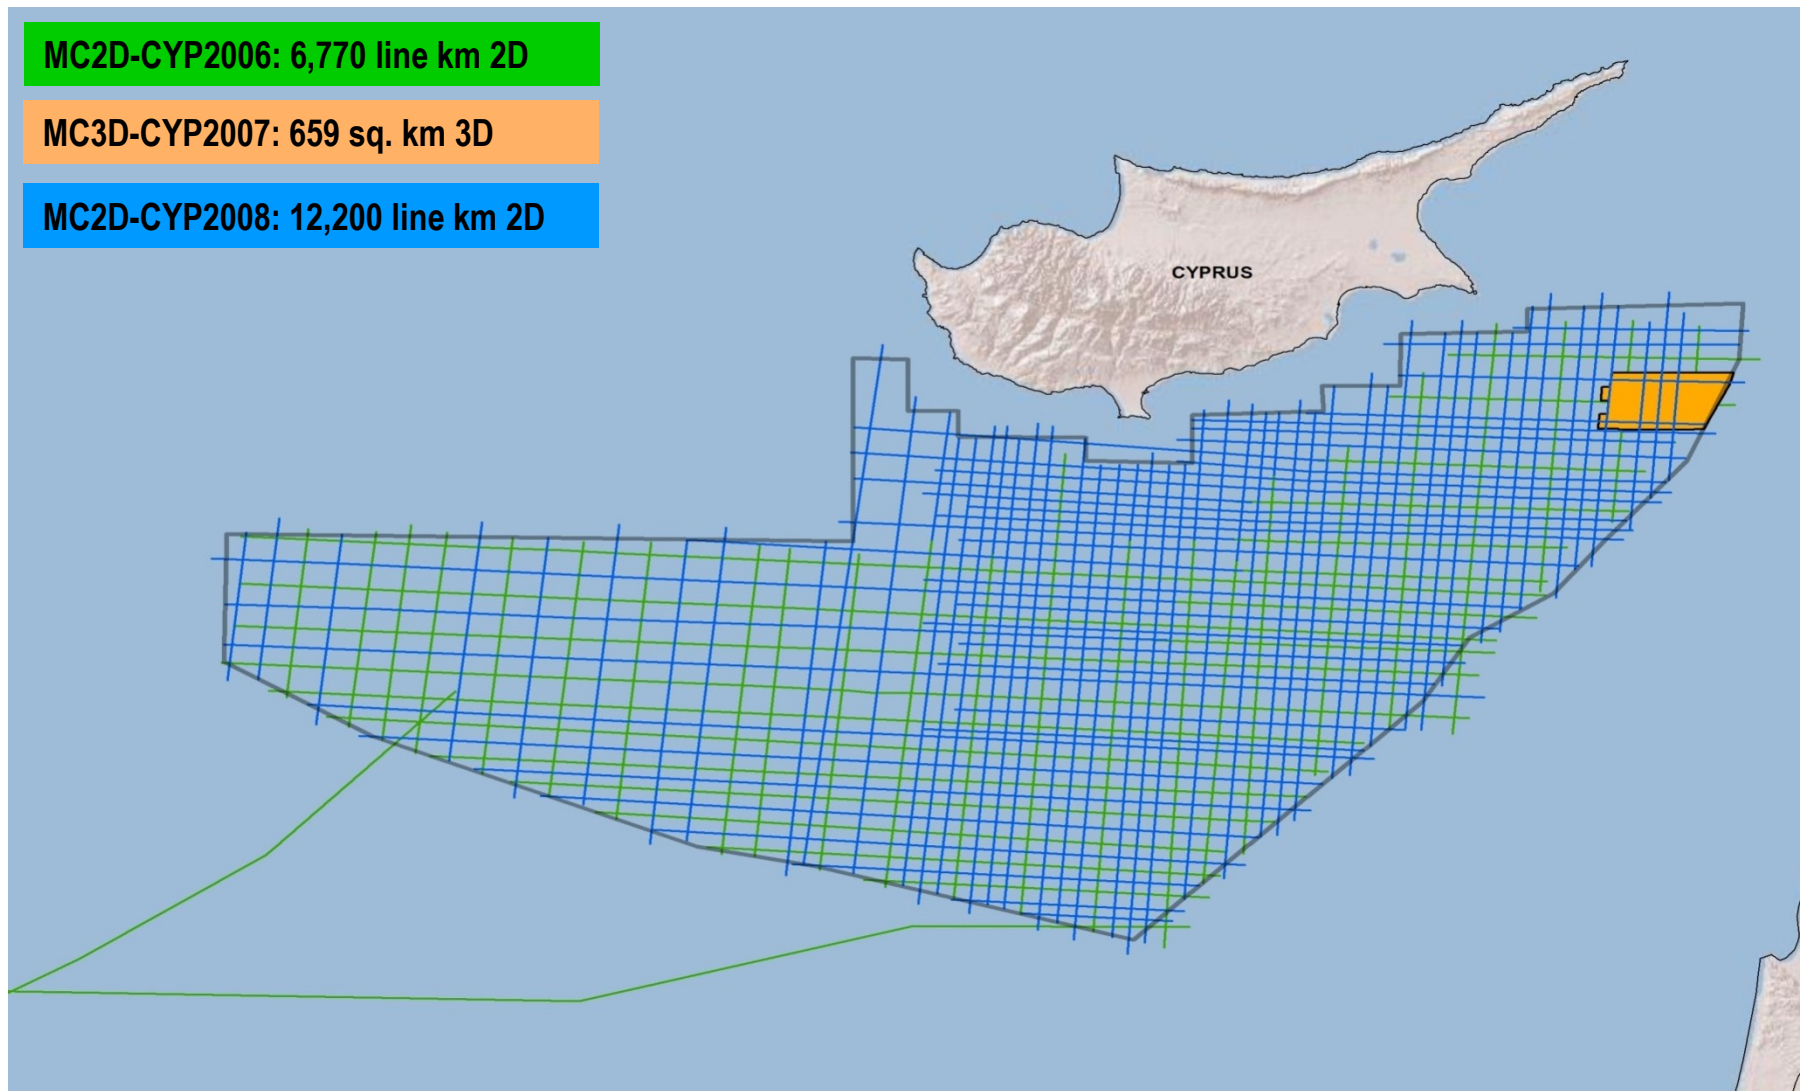 MC2D-CYP2006: 6,770 line km 2D
MC3D-CYP2007: 659 sq. km 3D
MC2D-CYP2008: 12,200 line km 2D
CYPRUS